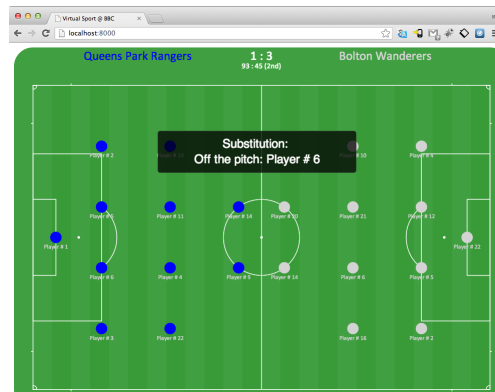 Virtual Sport @ BBC
localhost:8000
Queens Park Rangers
1 : 3
Bolton Wanderers
93 : 45 (2nd)
Substitution:
Off the pitch: Player # 6
Player # 2
Player # 10
Player # 4
Player # 5
Player # 11
Player # 14
Player # 20
Player # 21
Player # 12
Player # 1
Player # 22
Player # 6
Player # 4
Player # 9
Player # 14
Player # 6
Player # 5
Player # 3
Player # 22
Player # 16
Player # 2